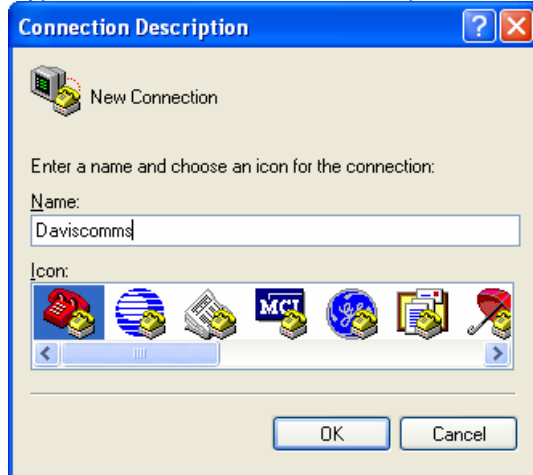 Connection Description
New Connection
Enter a name and choose an icon for the connection:
Name:
Daviscomms
Icon:
MCI
OK Cancel